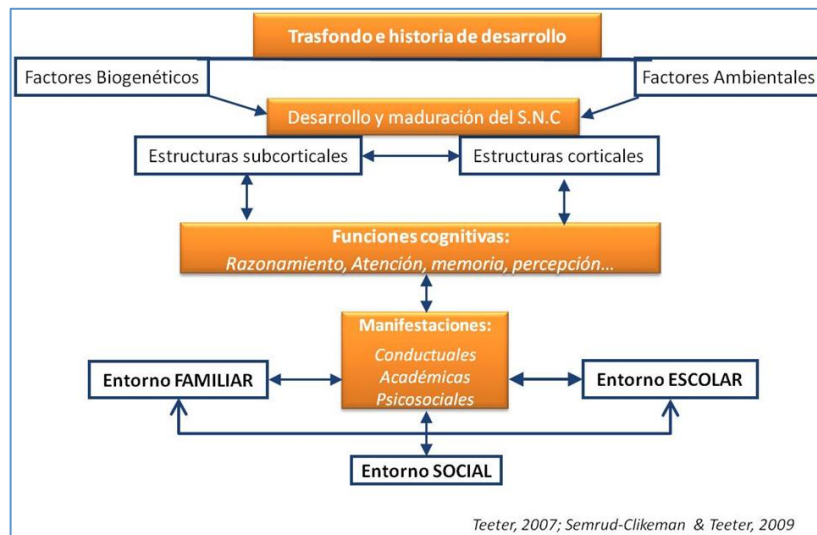 Trasfondo e historia de desarrollo
Factores Biogenéticos
Factores Ambientales
Desarrollo y maduración del S.N.C
Estructuras subcorticales
Estructuras corticales
Funciones cognitivas:
Razonamiento, Atención, memoria, percepción...
Manifestaciones:
Conductuales
Académicas
Psicosociales
Entorno FAMILIAR
Entorno ESCOLAR
Entorno SOCIAL
Teeter, 2007; Semrud-Clikeman & Teeter, 2009